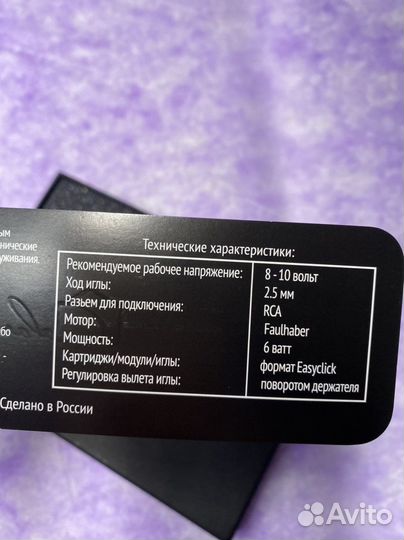 Технические характеристики:
Рекомендуемое рабочее напряжение: 8 - 10 вольт
Ход иглы: 2.5 мм
Разьем для подключения: RCA
Мотор: Faulhaber
Мощность: 6 ватт
Картриджи/модули/иглы: формат Easyclick
Регулировка вылета иглы: поворотом держателя
Сделано в России
Avito